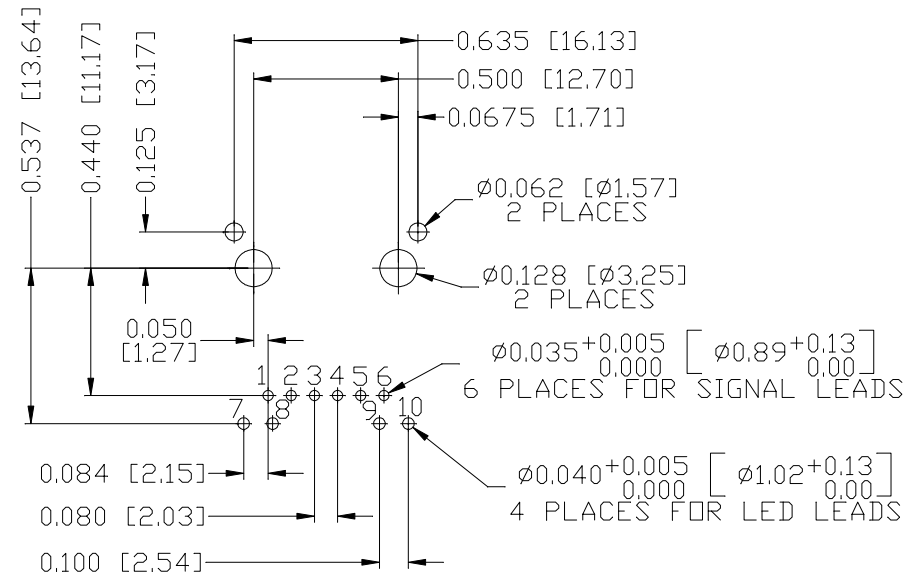 0.635 [16.13]
0.500 [12.70]
0.0675 [1.71]
0.537 [13.64]
0.440 [11.17]
0.125 [3.17]
Ø0.062 [Ø1.57]
2 PLACES
Ø0.128 [Ø3.25]
2 PLACES
0.050
[1.27]
Ø0.035+0.005 0.000 [Ø0.89+0.13 0.00]
6 PLACES FOR SIGNAL LEADS
1 2 3 4 5 6
7 8 9 10
0.084 [2.15]
Ø0.040+0.005 0.000 [Ø1.02+0.13 0.00]
4 PLACES FOR LED LEADS
0.080 [2.03]
0.100 [2.54]